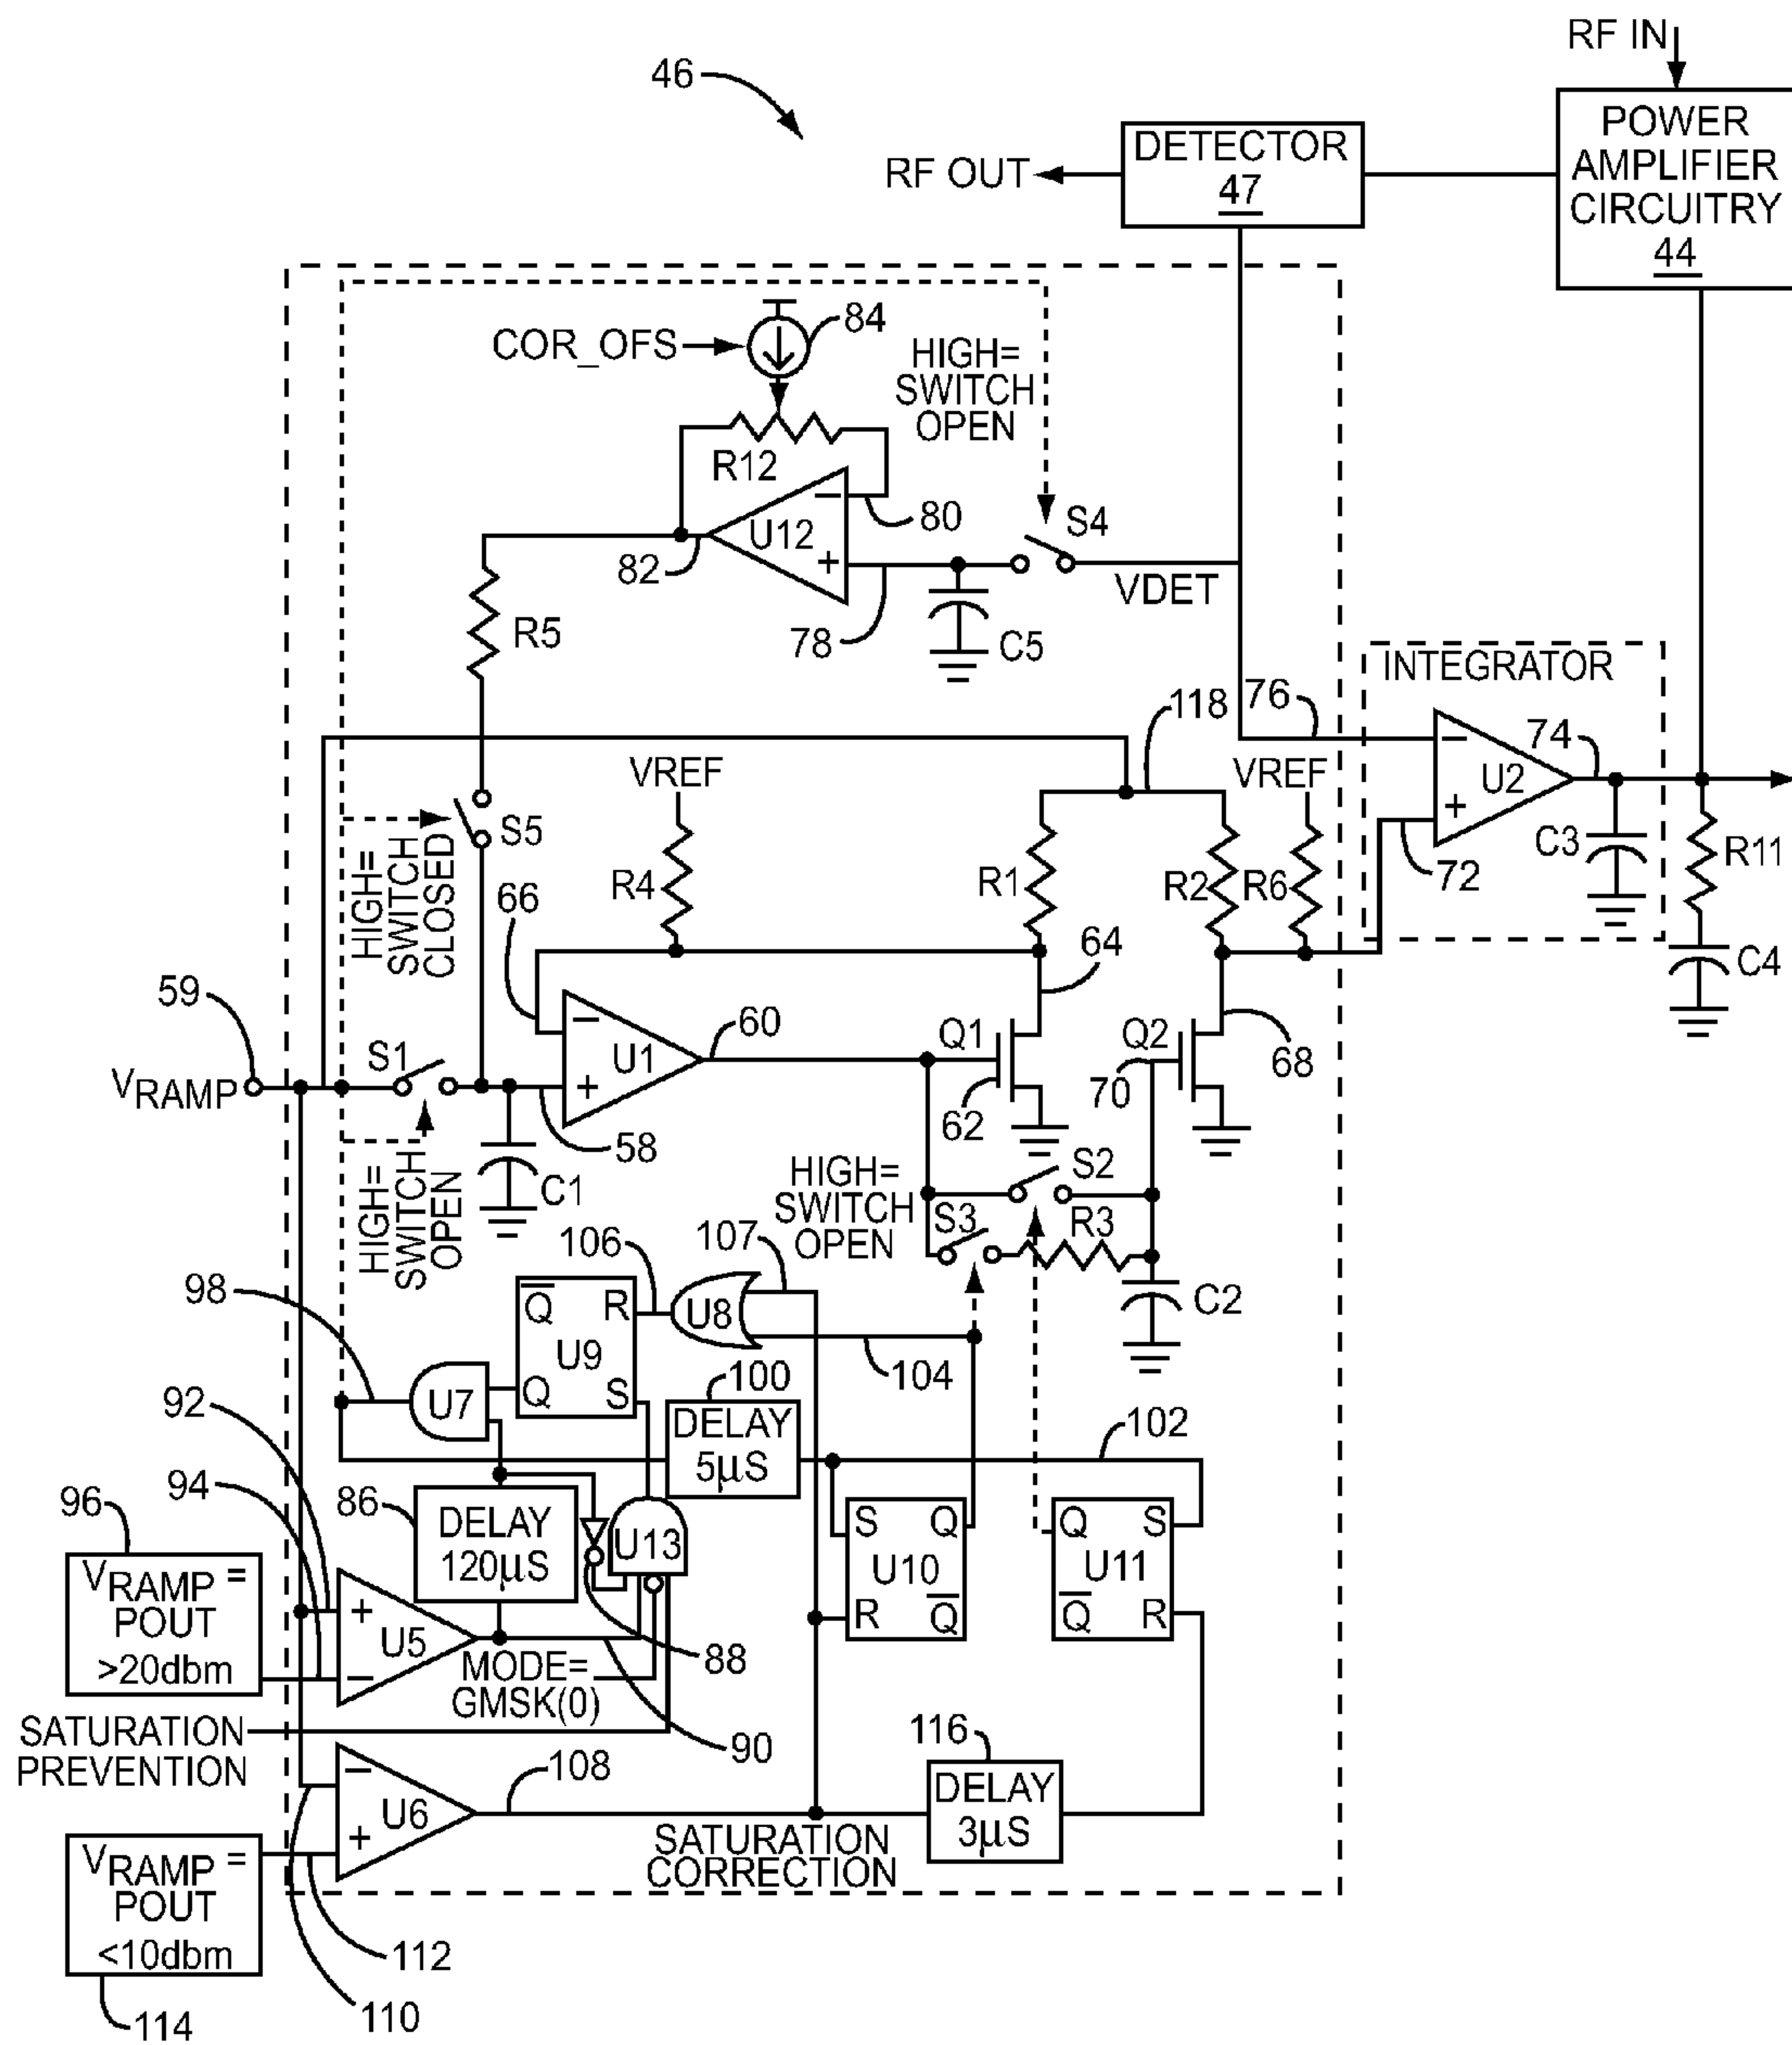 RF IN
46
POWER
AMPLIFIER
CIRCUITRY
44
DETECTOR
47
RF OUT
84
COR_OFS
HIGH=
SWITCH
OPEN
R12
80
U12
−
+
S4
82
VDET
78
C5
R5
INTEGRATOR
76
118
74
VREF
VREF
−
U2
+
S5
C3
R11
HIGH=
SWITCH
CLOSED
R4
R1
R2
R6
72
66
64
C4
59
60
Q1
Q2
68
S1
−
U1
+
70
VRAMP
62
58
C1
HIGH=
SWITCH
OPEN
HIGH=
SWITCH
OPEN
S2
S3
R3
106
107
C2
98
Q
R
U9
Q
S
U8
104
U7
100
92
DELAY
5µS
102
94
96
86
DELAY
120µS
U13
S
Q
U10
R
Q
Q
S
U11
Q
R
VRAMP =
POUT
>20dbm
+
U5
−
MODE=
GMSK(0)
88
SATURATION
PREVENTION
90
116
108
−
U6
+
DELAY
3µS
SATURATION
CORRECTION
VRAMP =
POUT
<10dbm
112
110
114